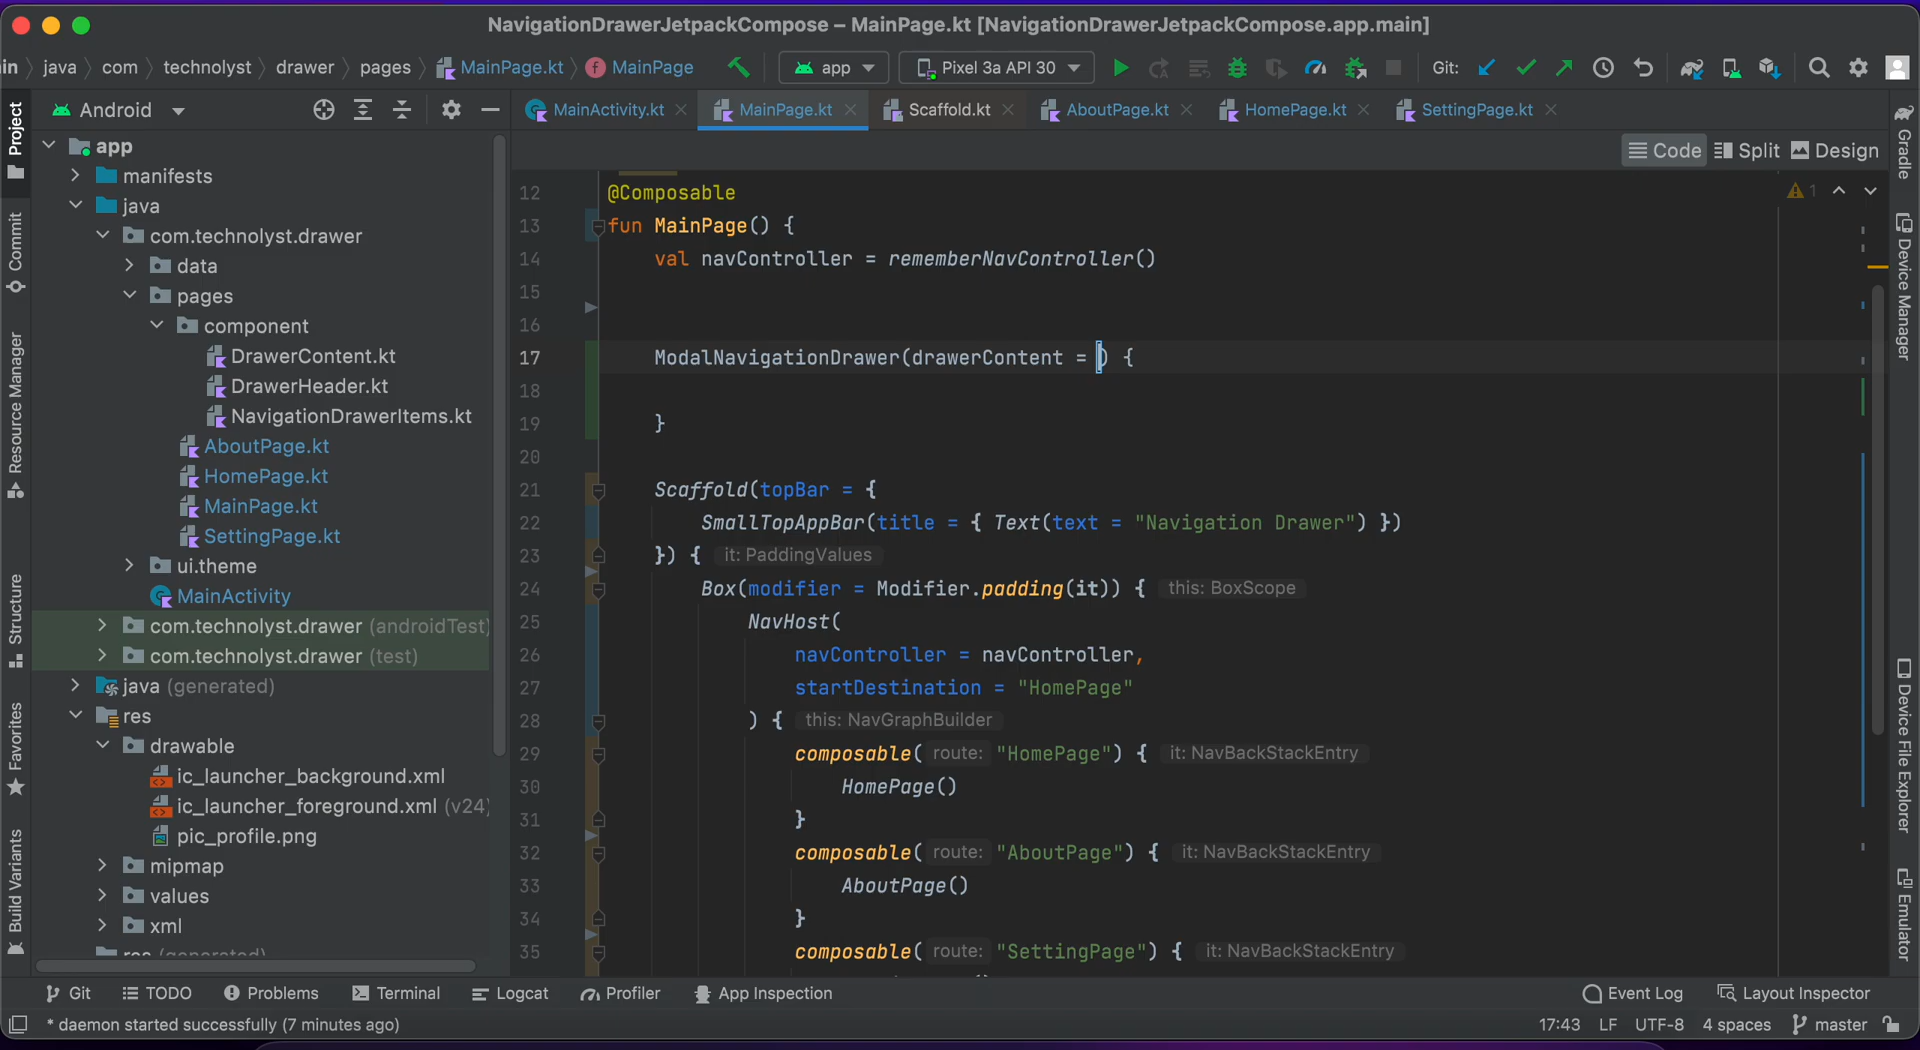 NavigationDrawerJetpackCompose – MainPage.kt [NavigationDrawerJetpackCompose.app.main]
in java com technolyst drawer pages MainPage.kt MainPage app Pixel 3a API 30 Git:
Android
MainActivity.kt MainPage.kt Scaffold.kt AboutPage.kt HomePage.kt SettingPage.kt
Code Split Design
Project
Commit
Resource Manager
Structure
Favorites
Build Variants
app
manifests
java
com.technolyst.drawer
data
pages
component
DrawerContent.kt
DrawerHeader.kt
NavigationDrawerItems.kt
AboutPage.kt
HomePage.kt
MainPage.kt
SettingPage.kt
ui.theme
MainActivity
com.technolyst.drawer (androidTest)
com.technolyst.drawer (test)
java (generated)
res
drawable
ic_launcher_background.xml
ic_launcher_foreground.xml (v24)
pic_profile.png
mipmap
values
xml
res (generated)
12 @Composable
13 fun MainPage() {
14 val navController = rememberNavController()
15
16
17 ModalNavigationDrawer(drawerContent = ) {
18
19 }
20
21 Scaffold(topBar = {
22 SmallTopAppBar(title = { Text(text = "Navigation Drawer") })
23 }) { it: PaddingValues
24 Box(modifier = Modifier.padding(it)) { this: BoxScope
25 NavHost(
26 navController = navController,
27 startDestination = "HomePage"
28 ) { this: NavGraphBuilder
29 composable( route: "HomePage") { it: NavBackStackEntry
30 HomePage()
31 }
32 composable( route: "AboutPage") { it: NavBackStackEntry
33 AboutPage()
34 }
35 composable( route: "SettingPage") { it: NavBackStackEntry
1
Gradle
Device Manager
Device File Explorer
Emulator
Git TODO Problems Terminal Logcat Profiler App Inspection Event Log Layout Inspector
* daemon started successfully (7 minutes ago) 17:43 LF UTF-8 4 spaces master